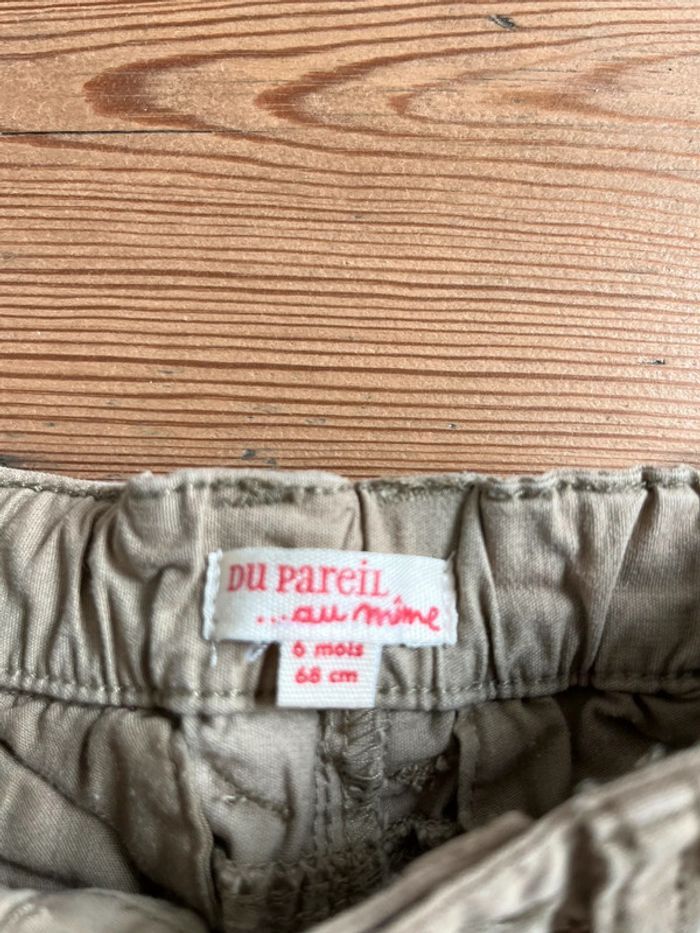 DU PAREIL
...au même
6 mois
68 cm